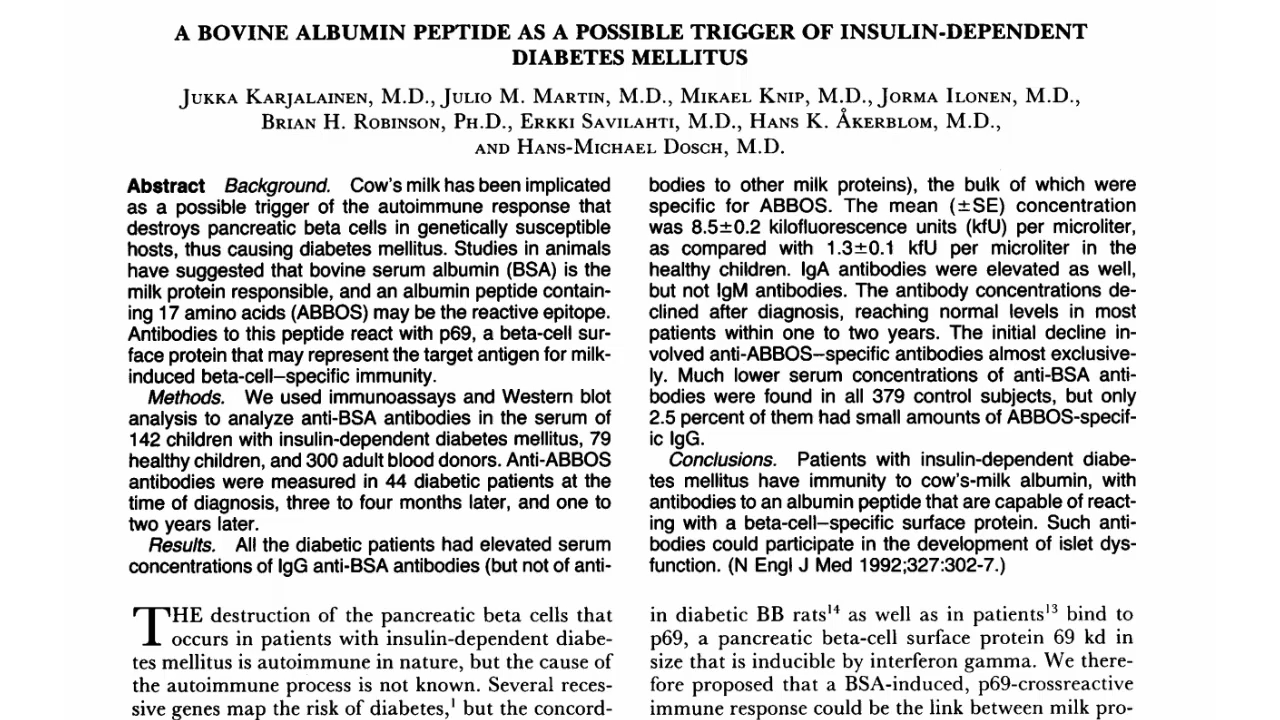 A BOVINE ALBUMIN PEPTIDE AS A POSSIBLE TRIGGER OF INSULIN-DEPENDENT
DIABETES MELLITUS
JUKKA KARJALAINEN, M.D., JULIO M. MARTIN, M.D., MIKAEL KNIP, M.D., JORMA ILONEN, M.D.,
BRIAN H. ROBINSON, PH.D., ERKKI SAVILAHTI, M.D., HANS K. ÅKERBLOM, M.D.,
AND HANS-MICHAEL DOSCH, M.D.
Abstract Background. Cow's milk has been implicated
as a possible trigger of the autoimmune response that
destroys pancreatic beta cells in genetically susceptible
hosts, thus causing diabetes mellitus. Studies in animals
have suggested that bovine serum albumin (BSA) is the
milk protein responsible, and an albumin peptide contain-
ing 17 amino acids (ABBOS) may be the reactive epitope.
Antibodies to this peptide react with p69, a beta-cell sur-
face protein that may represent the target antigen for milk-
induced beta-cell–specific immunity.
Methods. We used immunoassays and Western blot
analysis to analyze anti-BSA antibodies in the serum of
142 children with insulin-dependent diabetes mellitus, 79
healthy children, and 300 adult blood donors. Anti-ABBOS
antibodies were measured in 44 diabetic patients at the
time of diagnosis, three to four months later, and one to
two years later.
Results. All the diabetic patients had elevated serum
concentrations of IgG anti-BSA antibodies (but not of anti-
bodies to other milk proteins), the bulk of which were
specific for ABBOS. The mean (±SE) concentration
was 8.5±0.2 kilofluorescence units (kfU) per microliter,
as compared with 1.3±0.1 kfU per microliter in the
healthy children. IgA antibodies were elevated as well,
but not IgM antibodies. The antibody concentrations de-
clined after diagnosis, reaching normal levels in most
patients within one to two years. The initial decline in-
volved anti-ABBOS–specific antibodies almost exclusive-
ly. Much lower serum concentrations of anti-BSA anti-
bodies were found in all 379 control subjects, but only
2.5 percent of them had small amounts of ABBOS-specif-
ic IgG.
Conclusions. Patients with insulin-dependent diabe-
tes mellitus have immunity to cow's-milk albumin, with
antibodies to an albumin peptide that are capable of react-
ing with a beta-cell–specific surface protein. Such anti-
bodies could participate in the development of islet dys-
function. (N Engl J Med 1992;327:302-7.)
THE destruction of the pancreatic beta cells that
occurs in patients with insulin-dependent diabe-
tes mellitus is autoimmune in nature, but the cause of
the autoimmune process is not known. Several reces-
sive genes map the risk of diabetes,¹ but the concord-
in diabetic BB rats¹⁴ as well as in patients¹³ bind to
p69, a pancreatic beta-cell surface protein 69 kd in
size that is inducible by interferon gamma. We there-
fore proposed that a BSA-induced, p69-crossreactive
immune response could be the link between milk pro-